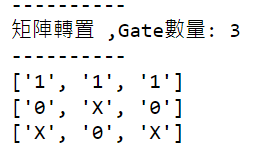 ----------
矩陣轉置 ,Gate數量: 3
----------
['1', '1', '1']
['0', 'X', '0']
['X', '0', 'X']